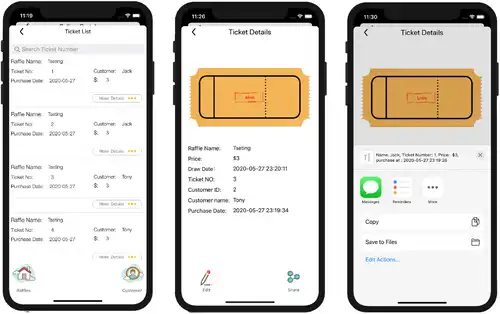 11:19
Ticket List
Search Ticket Number
Raffle Name: Testing
Ticket No: 1 Customer: Jack
Purchase Date: 2020-05-27 $: 3
More Details
Raffle Name: Testing
Ticket No: 2 Customer: Jack
Purchase Date: 2020-05-27 $: 3
More Details
Raffle Name: Testing
Ticket No: 3 Customer: Tony
Purchase Date: 2020-05-27 $: 3
More Details
Raffle Name: Testing
Ticket No: 4 Customer: Tony
Purchase Date: 2020-05-27 $: 3
More Details
Raffles
Customer
11:26
Ticket Details
Raffle Name: Testing
Price: $3
Draw Date: 2020-05-27 23:20:11
Ticket NO: 3
Customer ID: 2
Customer name: Tony
Purchase Date: 2020-05-27 23:19:34
Edit
Share
11:30
Ticket Details
Name: Jack, Ticket Number: 1, Price: $3,
purchase at : 2020-05-27 23:19:28
Messages
Reminders
More
Copy
Save to Files
Edit Actions...